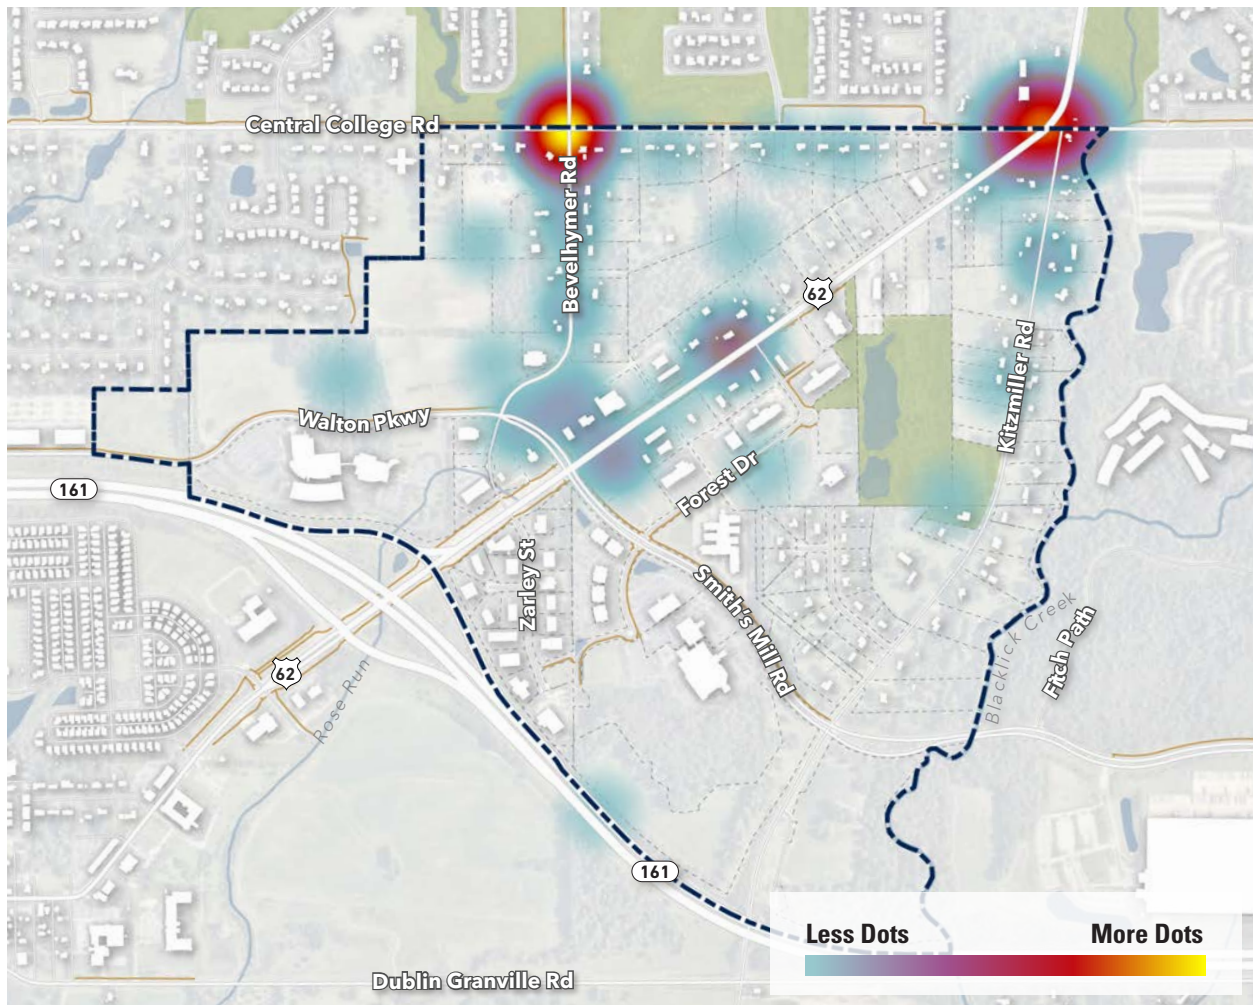 Central College Rd
Bevelhymer Rd
62
Kitzmiller Rd
Walton Pkwy
161
Forest Dr
Zarley St
Smith's Mill Rd
Blacklick Creek
Fitch Path
62
Rose Run
161
Less Dots
More Dots
Dublin Granville Rd